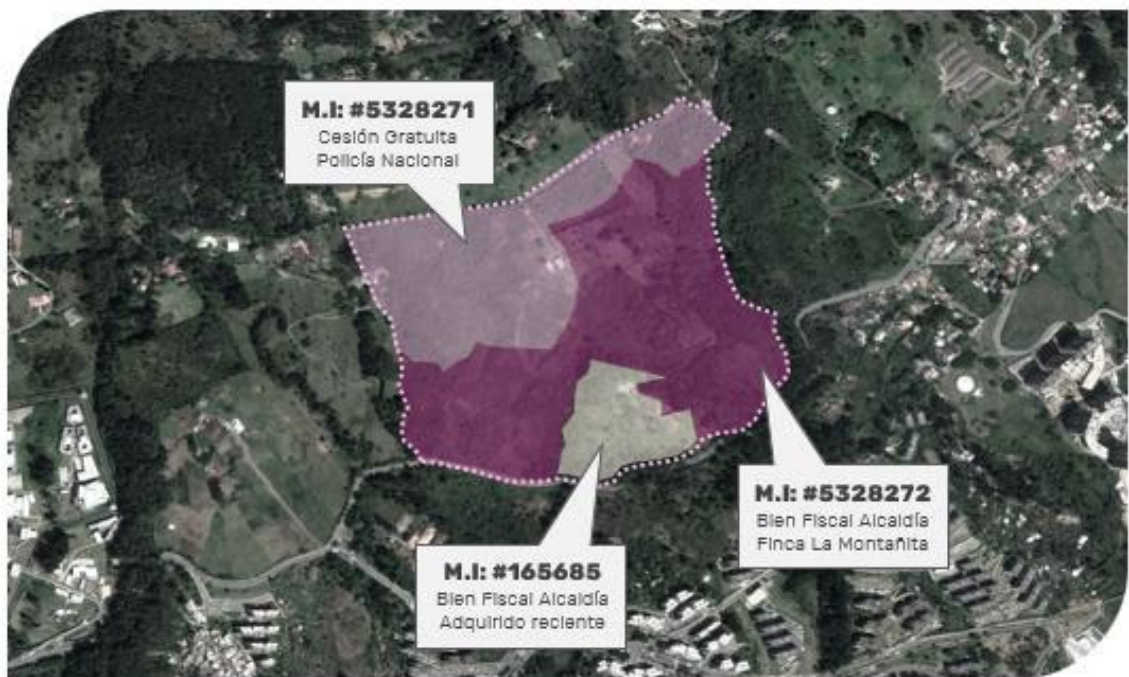 M.I: #5328271
Cesión Gratuita
Policía Nacional
M.I: #5328272
Bien Fiscal Alcaldía
Finca La Montañita
M.I: #165685
Bien Fiscal Alcaldía
Adquirido reciente